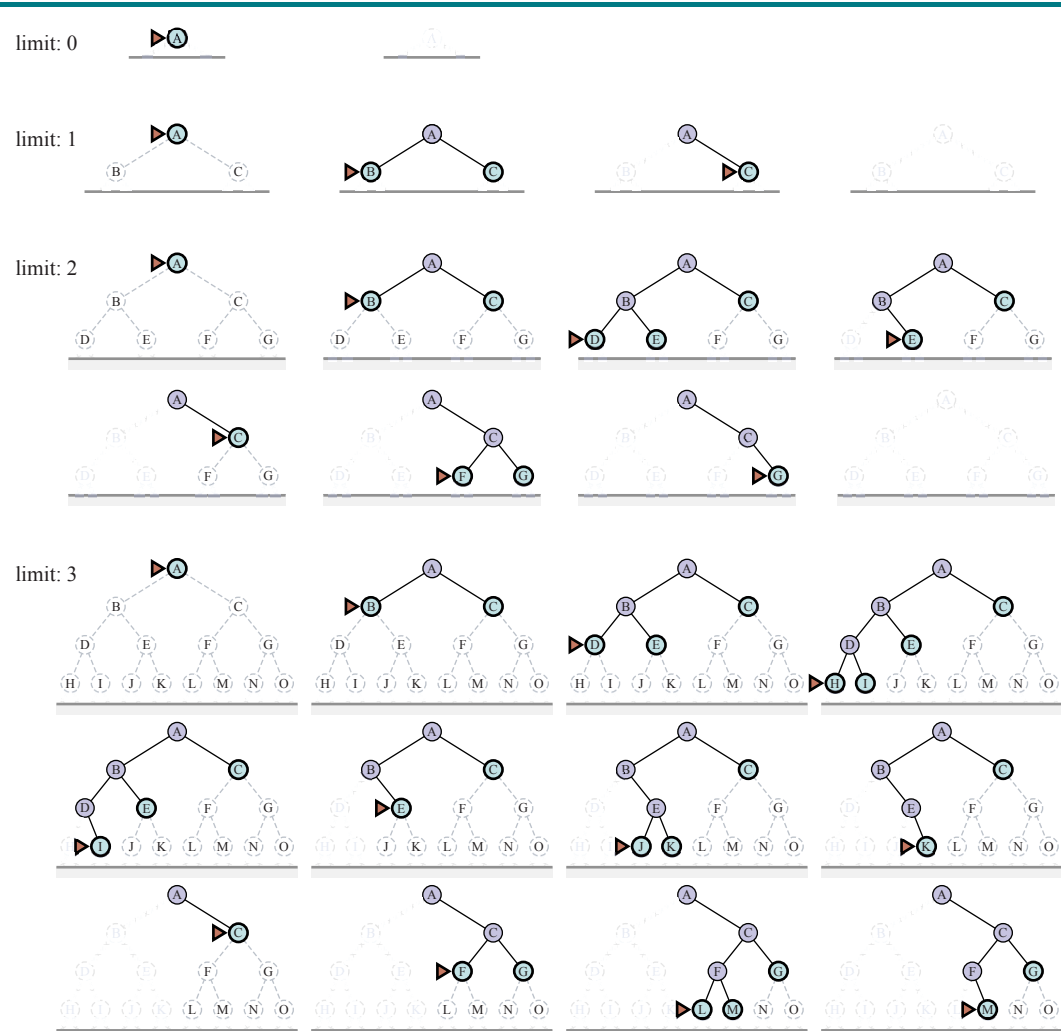 limit: 0 A A
limit: 1 A A A A
B C B C B C B C
limit: 2 A A A A
B C B C B C B C
D E F G D E F G D E F G D E F G
A A A A
B C B C B C B C
D E F G D E F G D E F G D E F G
limit: 3 A A A A
B C B C B C B C
D E F G D E F G D E F G D E F G
H I J K L M N O H I J K L M N O H I J K L M N O H I J K L M N O
A A A A
B C B C B C B C
D E F G D E F G D E F G D E F G
H I J K L M N O H I J K L M N O H I J K L M N O H I J K L M N O
A A A A
B C B C B C B C
D E F G D E F G D E F G D E F G
H I J K L M N O H I J K L M N O H I J K L M N O H I J K L M N O